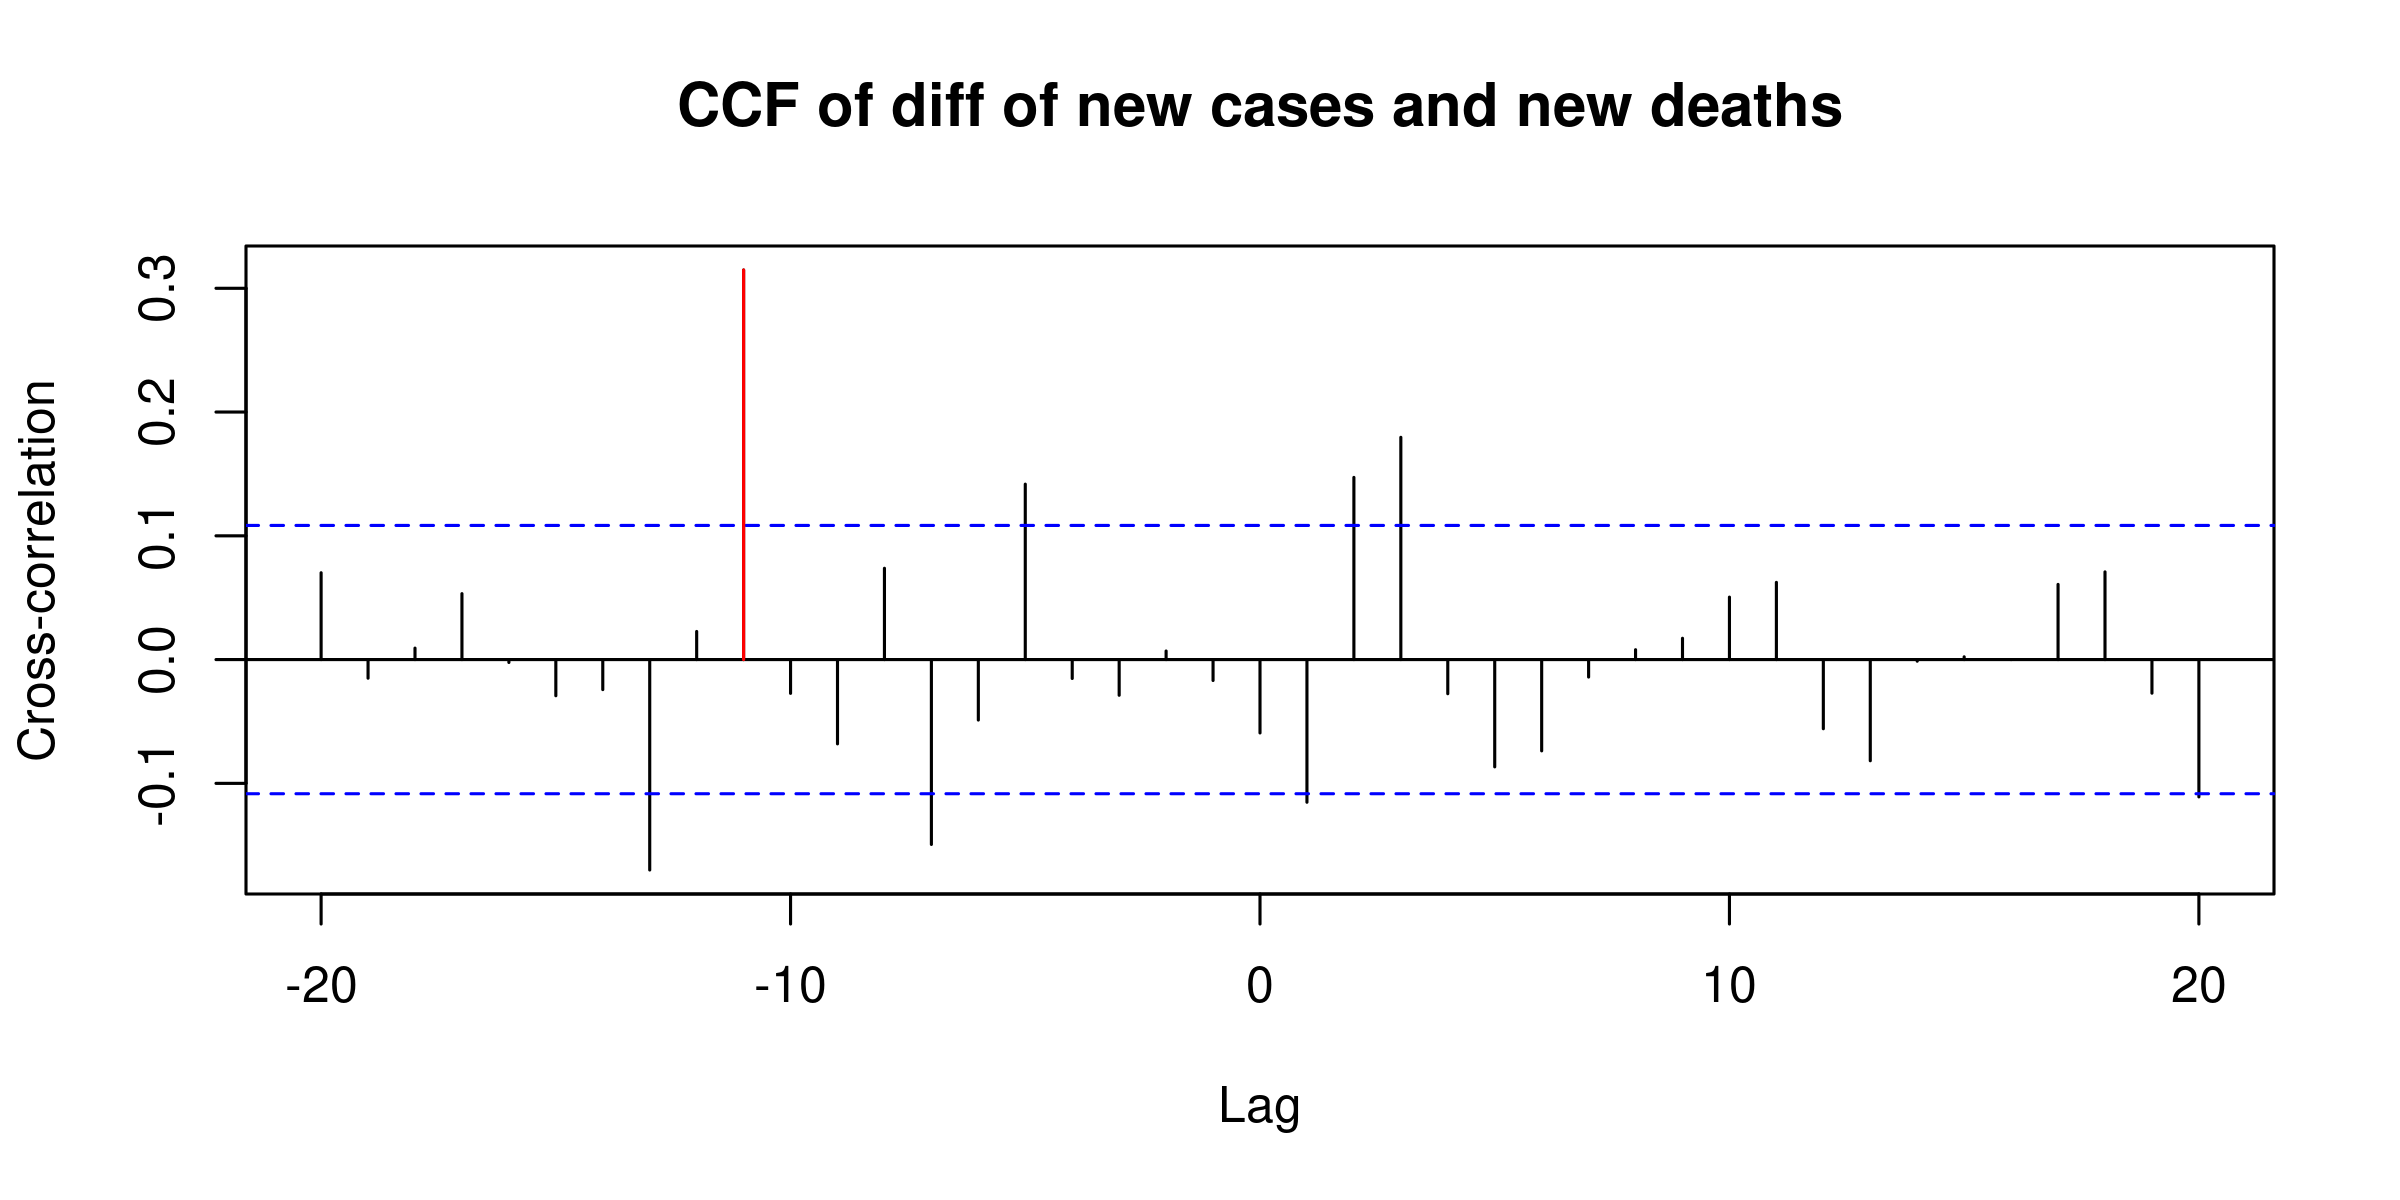 CCF of diff of new cases and new deaths
Cross-correlation
0.3
0.2
0.1
0.0
-0.1
-20 -10 0 10 20
Lag